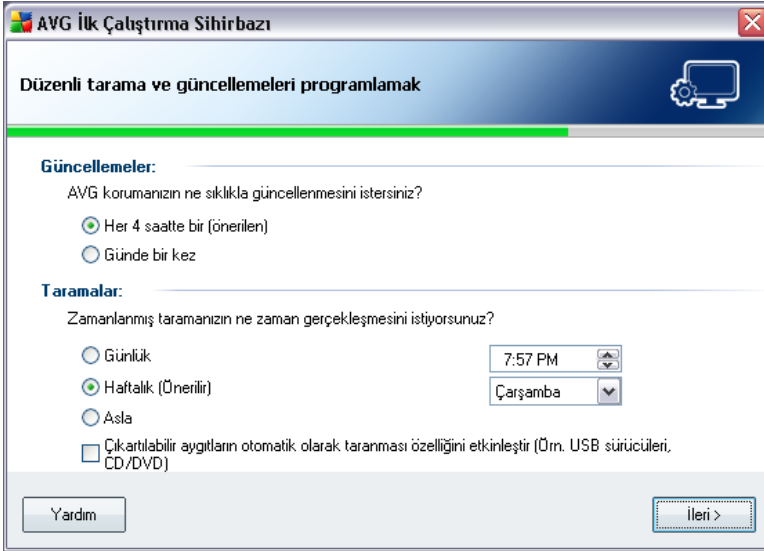 AVG İlk Çalıştırma Sihirbazı
Düzenli tarama ve güncellemeleri programlamak
Güncellemeler:
AVG korumanızın ne sıklıkla güncellenmesini istersiniz?
Her 4 saatte bir (önerilen)
Günde bir kez
Taramalar:
Zamanlanmış taramanızın ne zaman gerçekleşmesini istiyorsunuz?
Günlük
7:57 PM
Haftalık (Önerilir)
Çarşamba
Asla
Çıkartılabilir aygıtların otomatik olarak taranması özelliğini etkinleştir (Örn. USB sürücüleri,
CD/DVD)
Yardım
İleri >